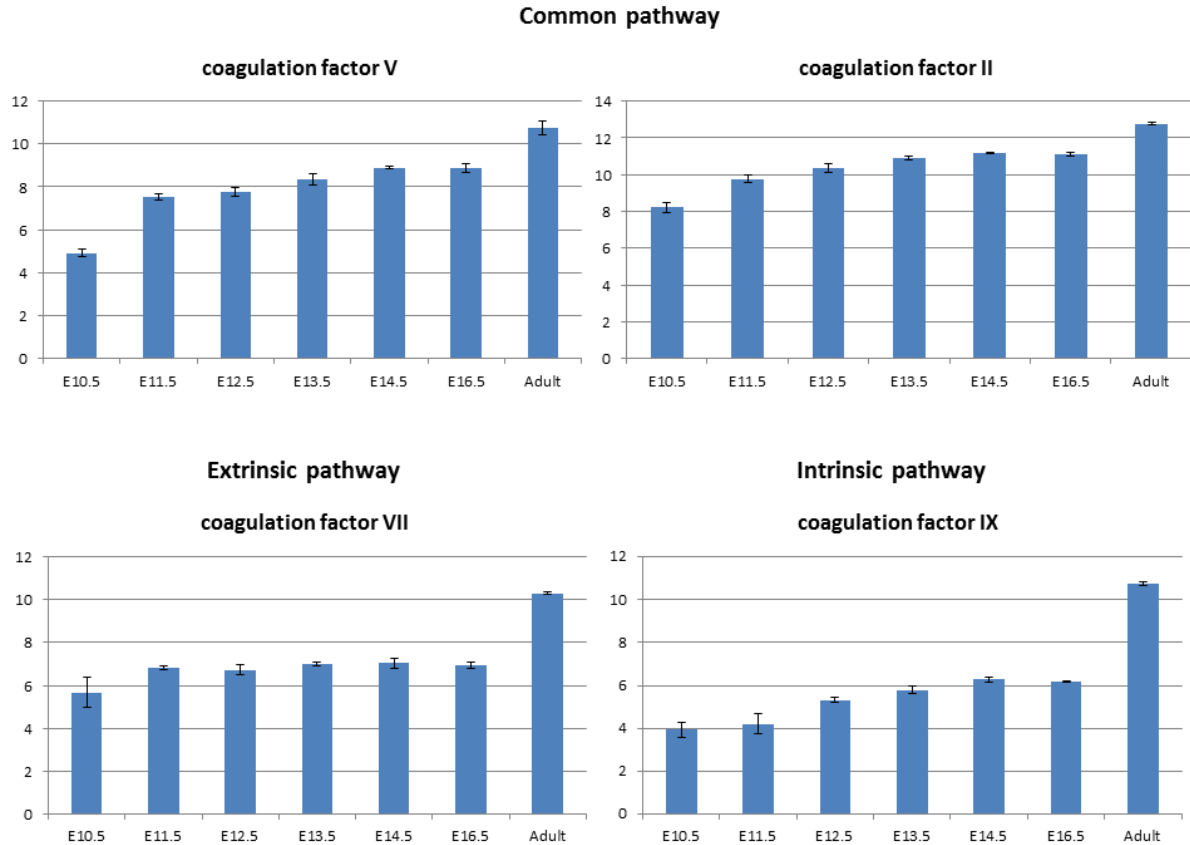 Common pathway
coagulation factor V
12
10
8
6
4
2
0
E10.5 E11.5 E12.5 E13.5 E14.5 E16.5 Adult
coagulation factor II
14
12
10
8
6
4
2
0
E10.5 E11.5 E12.5 E13.5 E14.5 E16.5 Adult
Extrinsic pathway
coagulation factor VII
12
10
8
6
4
2
0
E10.5 E11.5 E12.5 E13.5 E14.5 E16.5 Adult
Intrinsic pathway
coagulation factor IX
12
10
8
6
4
2
0
E10.5 E11.5 E12.5 E13.5 E14.5 E16.5 Adult